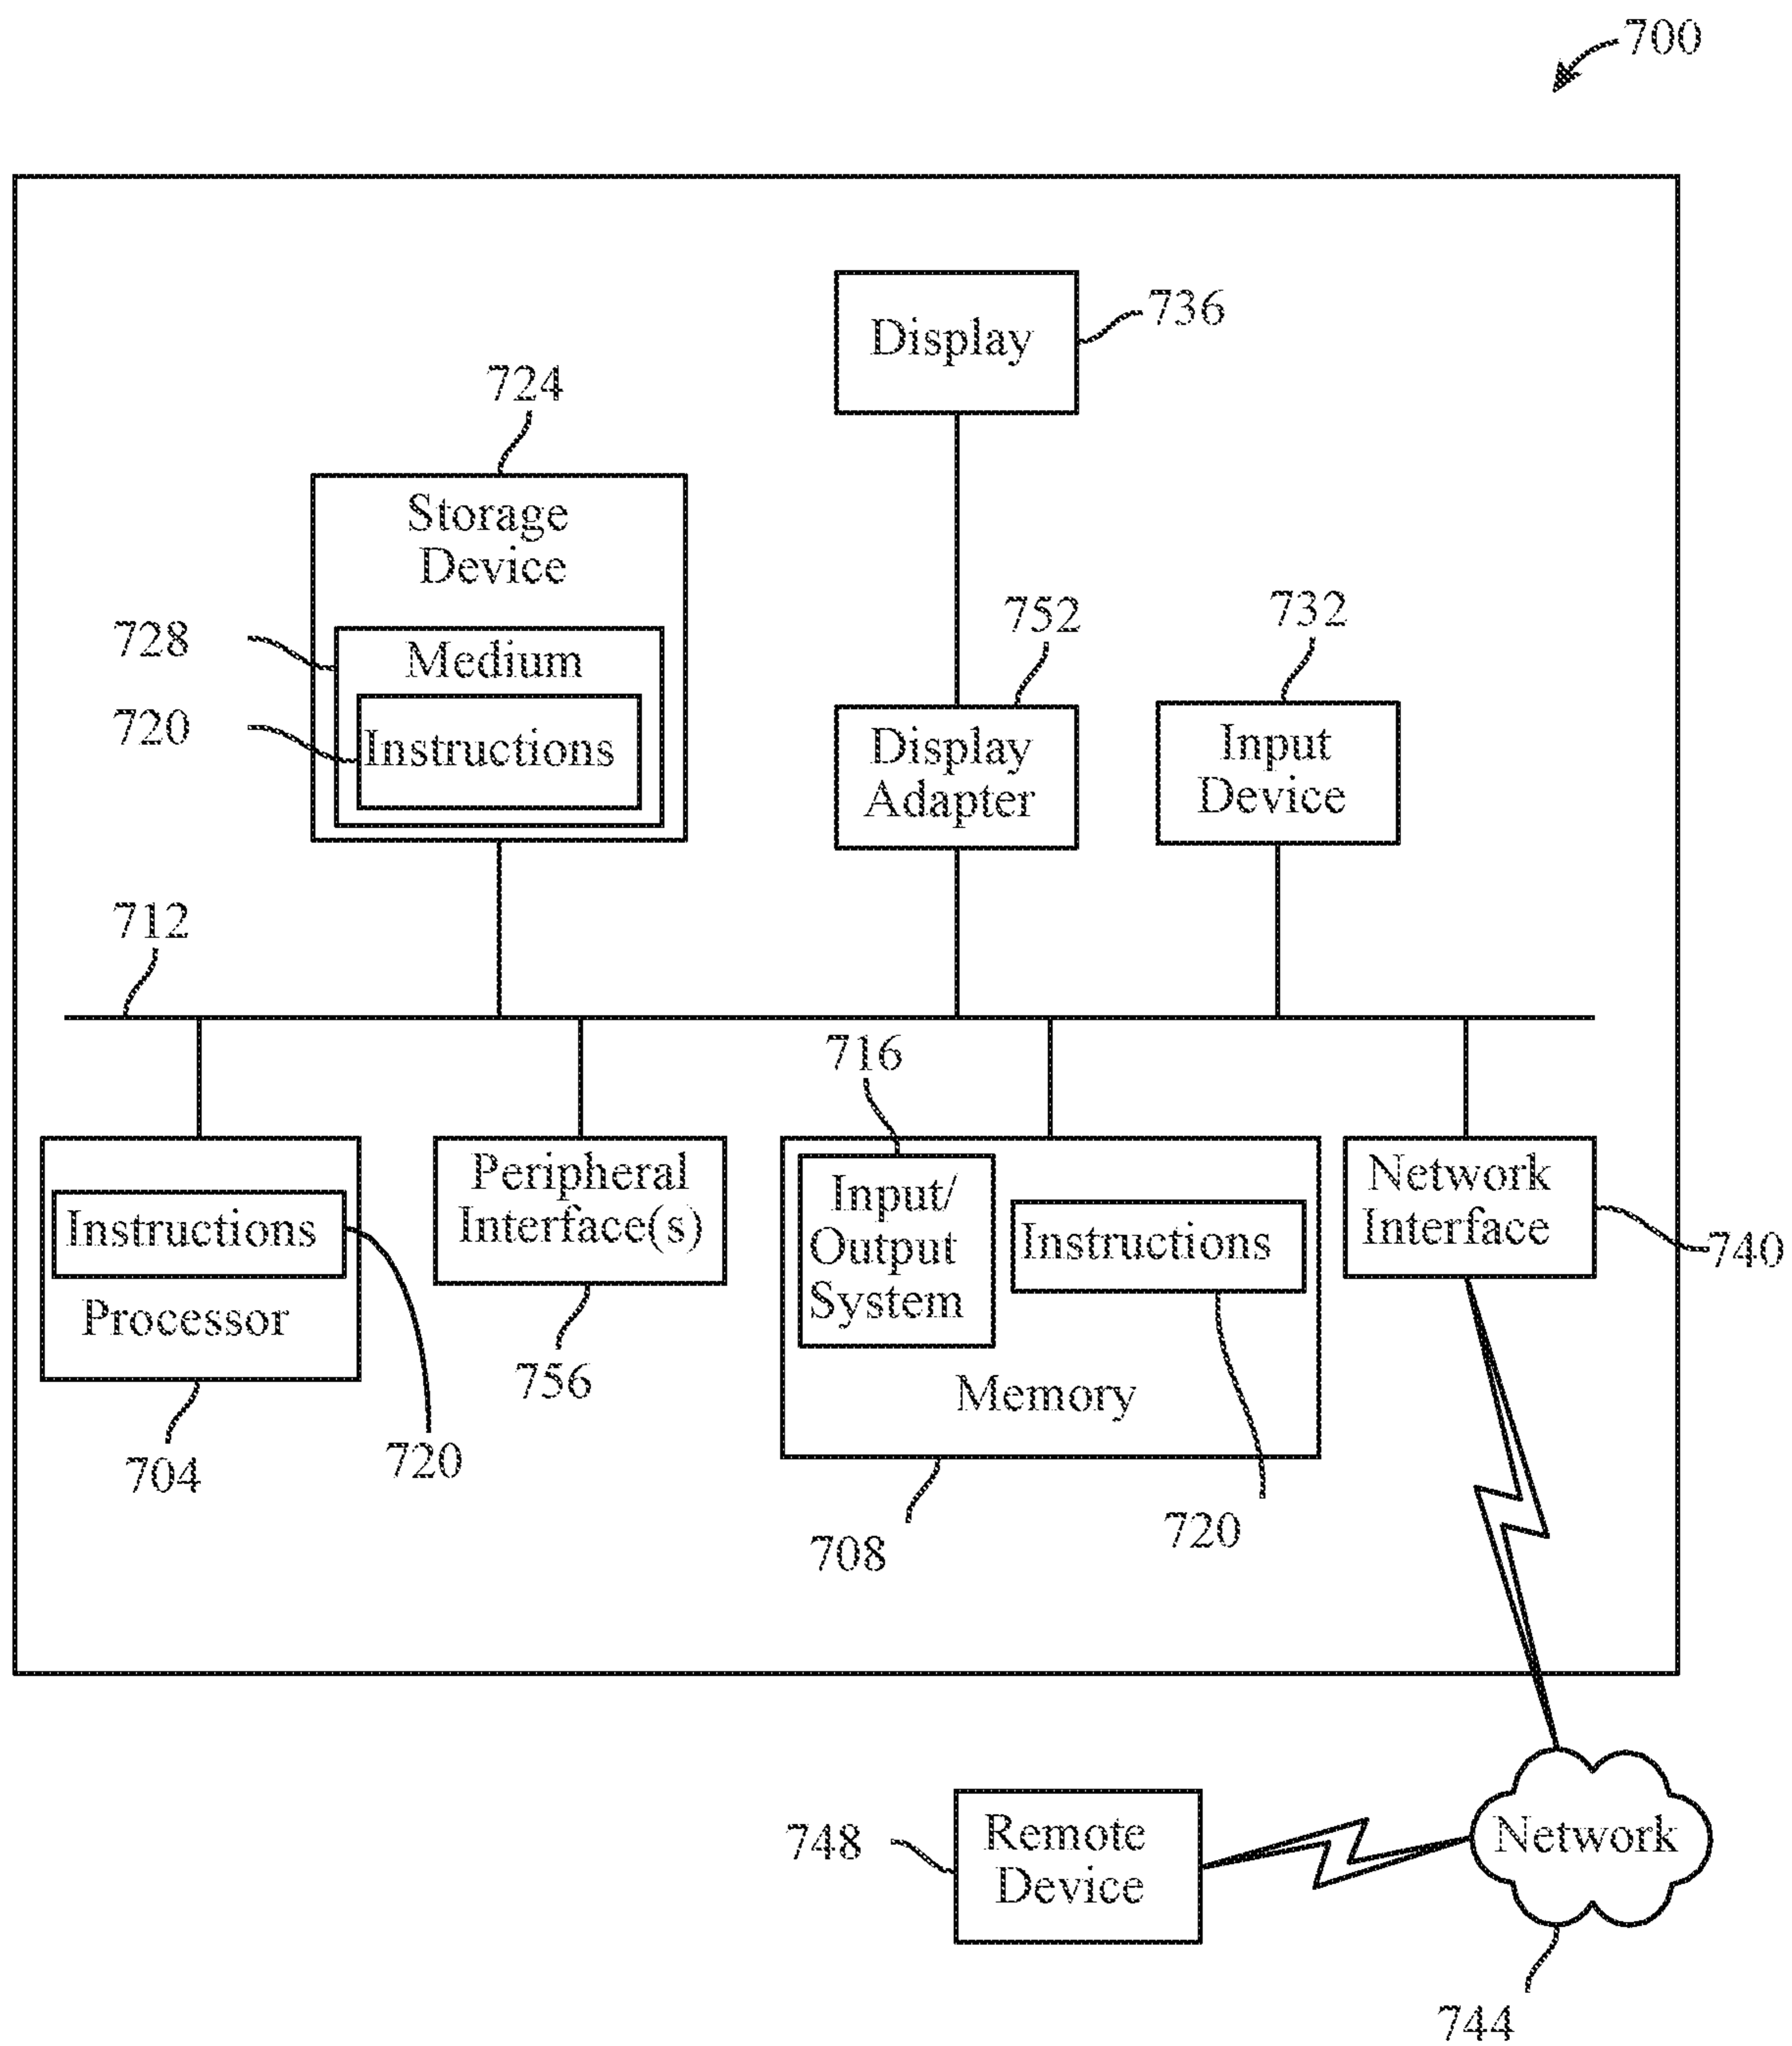 700
Display
736
724
Storage
Device
728
Medium
720
Instructions
752
Display
Adapter
732
Input
Device
712
716
Instructions
Processor
704
720
Peripheral
Interface(s)
756
Input/
Output
System
Instructions
Memory
708
720
Network
Interface
740
748
Remote
Device
Network
744